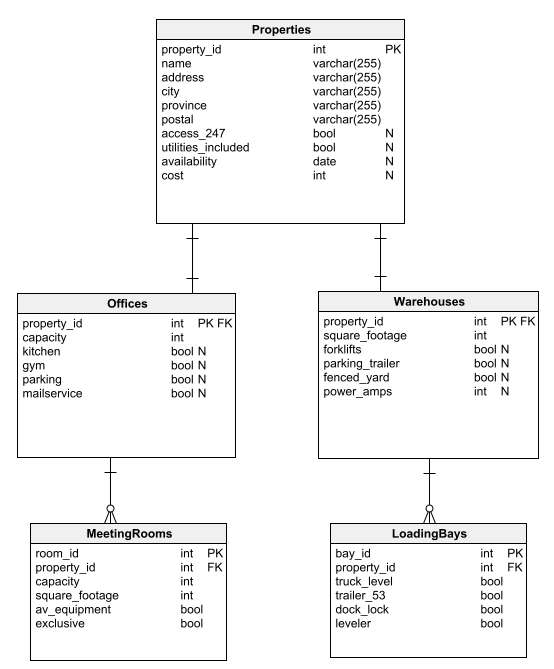 Properties
property_id int PK
name varchar(255)
address varchar(255)
city varchar(255)
province varchar(255)
postal varchar(255)
access_247 bool N
utilities_included bool N
availability date N
cost int N
Offices
property_id int PK FK
capacity int
kitchen bool N
gym bool N
parking bool N
mailservice bool N
Warehouses
property_id int PK FK
square_footage int
forklifts bool N
parking_trailer bool N
fenced_yard bool N
power_amps int N
MeetingRooms
room_id int PK
property_id int FK
capacity int
square_footage int
av_equipment bool
exclusive bool
LoadingBays
bay_id int PK
property_id int FK
truck_level bool
trailer_53 bool
dock_lock bool
leveler bool